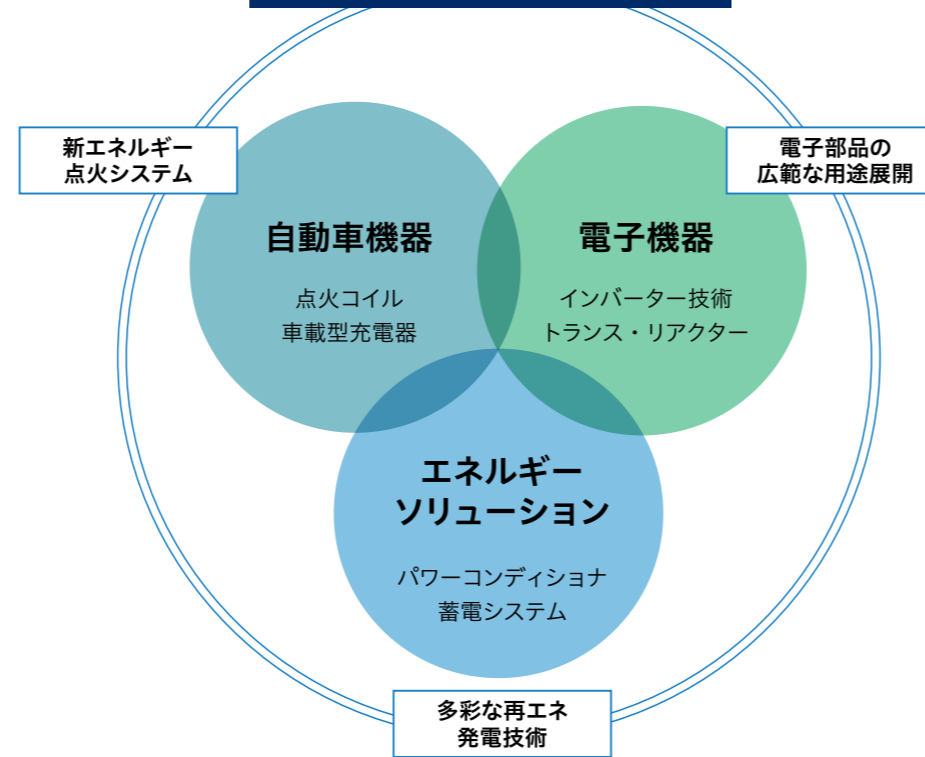 新エネルギー
点火システム
電子部品の
広範な用途展開
自動車機器
点火コイル
車載型充電器
電子機器
インバーター技術
トランス・リアクター
エネルギー
ソリューション
パワーコンディショナ
蓄電システム
多彩な再エネ
発電技術